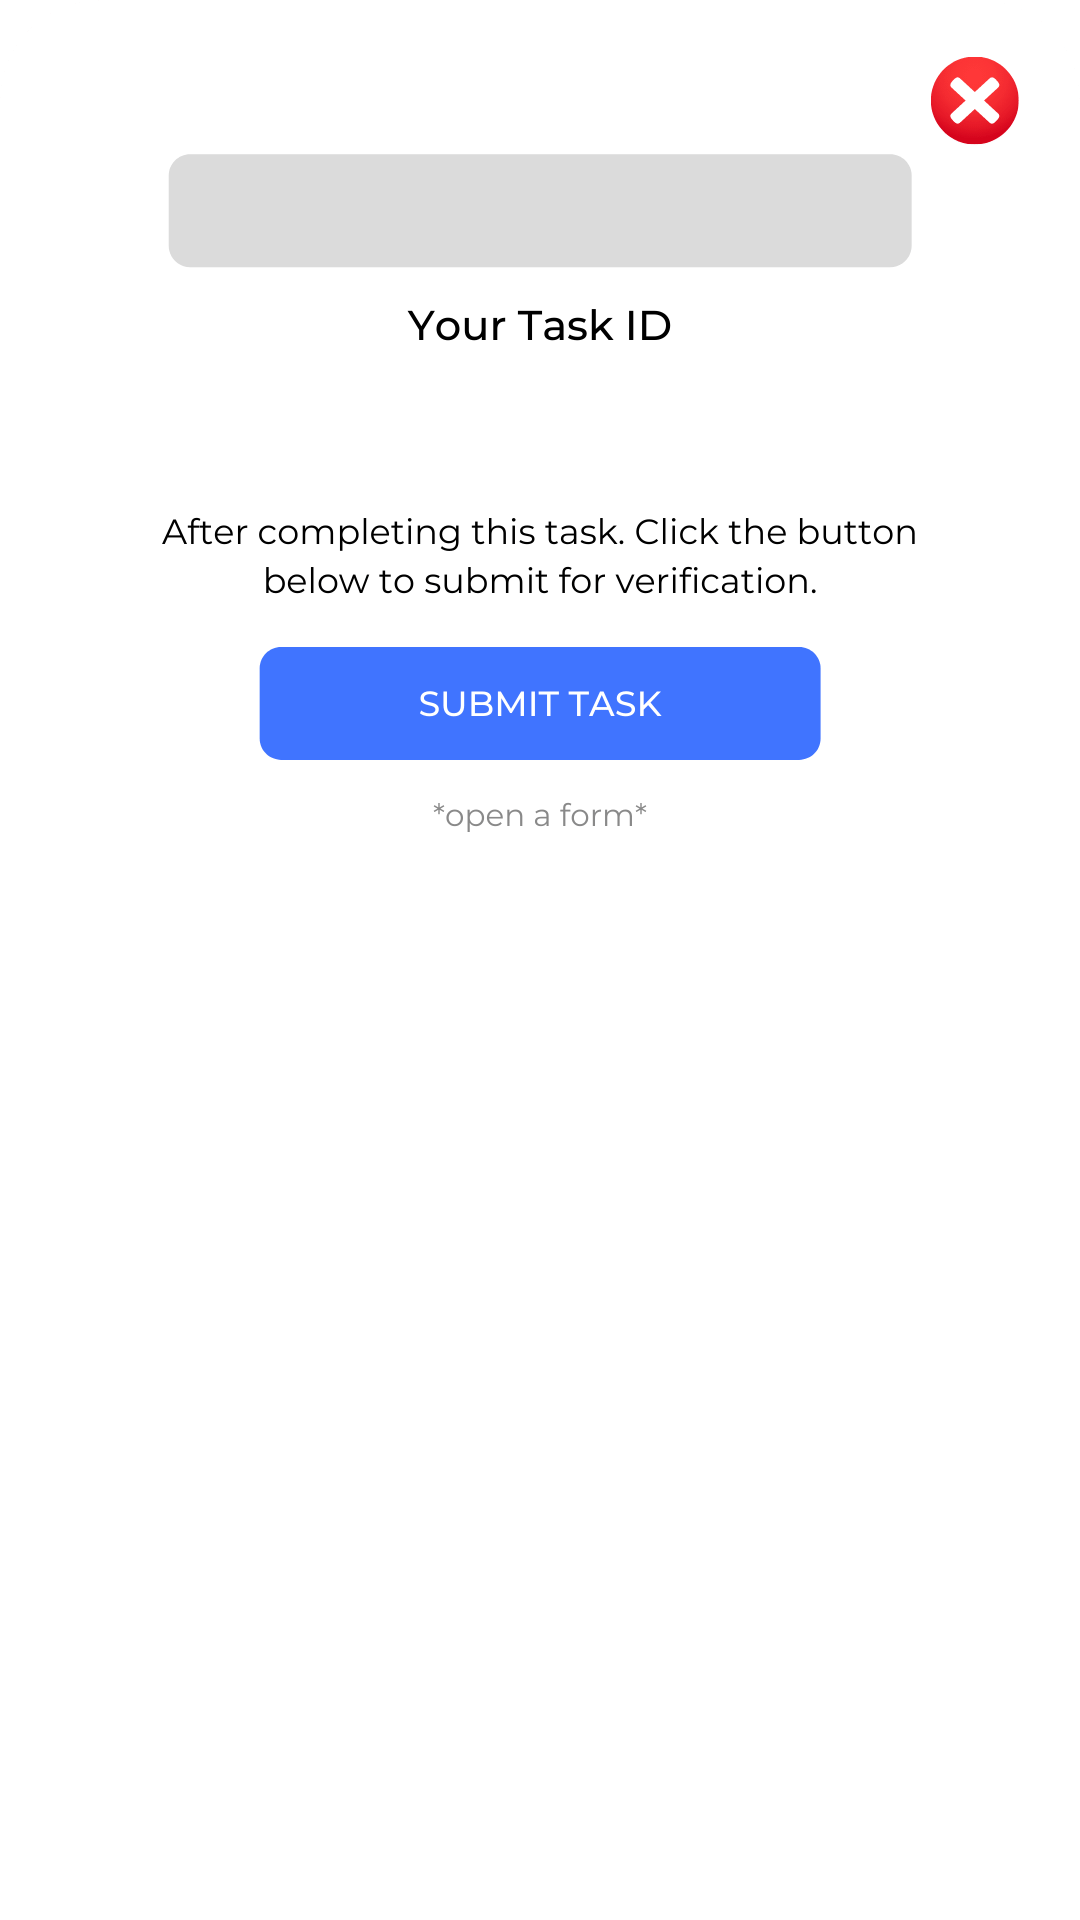 Your Task ID
After completing this task. Click the button
below to submit for verification.
SUBMIT TASK
*open a form*